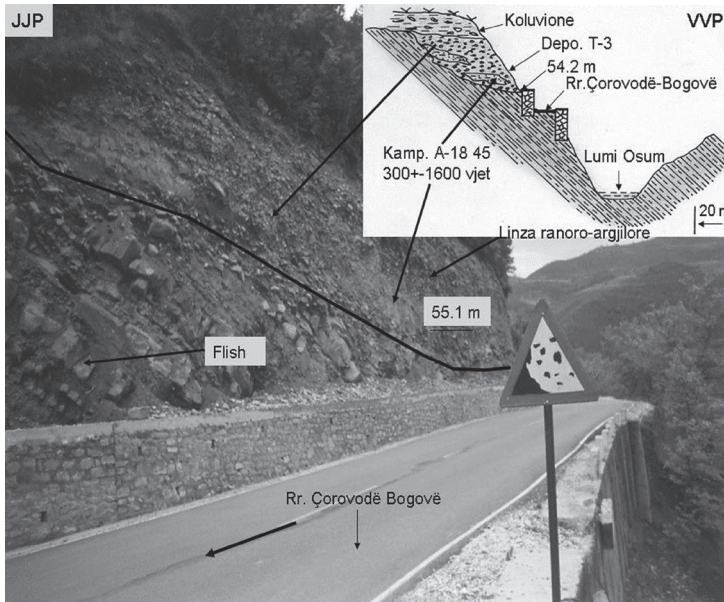 JJP
VVP
Koluvione
Depo. T-3
54.2 m
Rr.Çorovodë-Bogovë
Kamp. A-18 45
300+-1600 vjet
Lumi Osum
20 m
Linza ranoro-argjilore
55.1 m
Flish
Rr. Çorovodë Bogovë